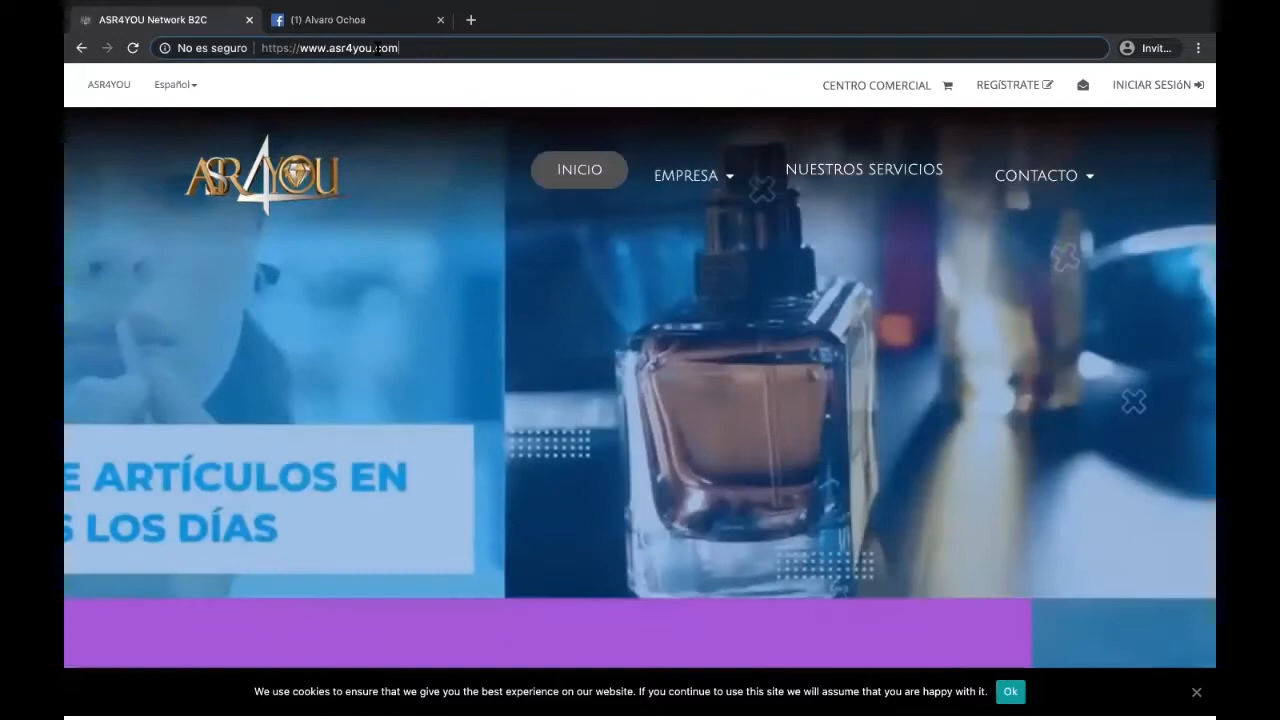 ASR4YOU Network B2C
(1) Alvaro Ochoa
No es seguro https://www.asr4you.com
Invit...
ASR4YOU Español CENTRO COMERCIAL REGíSTRATE INICIAR SESIóN
ASR4YOU
INICIO EMPRESA NUESTROS SERVICIOS CONTACTO
E ARTÍCULOS EN
S LOS DÍAS
We use cookies to ensure that we give you the best experience on our website. If you continue to use this site we will assume that you are happy with it. Ok